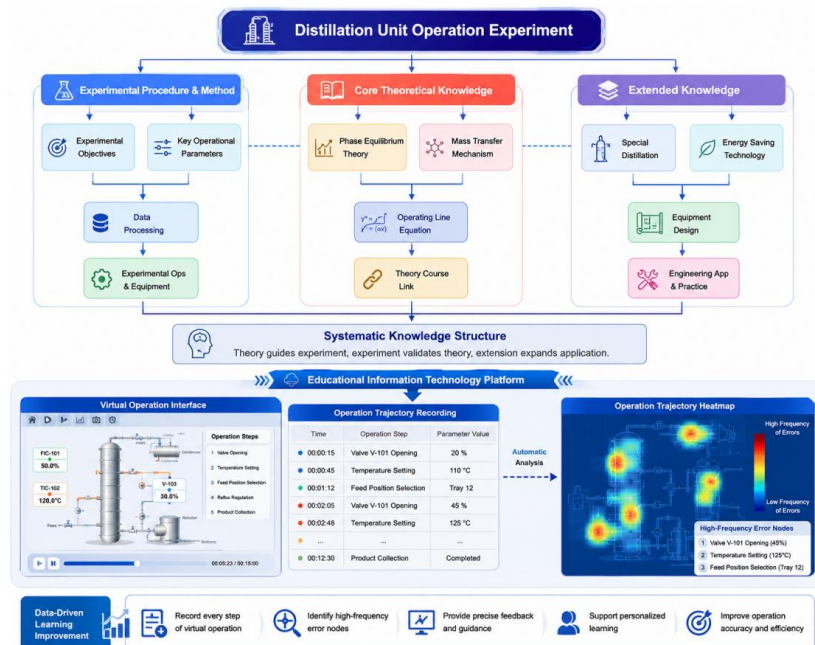 Distillation Unit Operation Experiment
Experimental Procedure & Method
Core Theoretical Knowledge
Extended Knowledge
Experimental
Objectives
Key Operational
Parameters
Phase Equilibrium
Theory
Mass Transfer
Mechanism
Special
Distillation
Energy Saving
Technology
Data
Processing
Operating Line
Equation
Equipment
Design
Experimental Ops
& Equipment
Theory Course
Link
Engineering App
& Practice
Systematic Knowledge Structure
Theory guides experiment, experiment validates theory, extension expands application.
Educational Information Technology Platform
Virtual Operation Interface
FIC-101
50.0%
TIC-102
120.0°C
V-103
30.0%
Feed
Operation Steps
1 Valve Opening
2 Temperature Setting
3 Feed Position Selection
4 Reflux Regulation
5 Product Collection
00:05:23 / 00:15:00
Operation Trajectory Recording
Time Operation Step Parameter Value
00:00:15 Valve V-101 Opening 20 %
00:00:45 Temperature Setting 110 °C
00:01:12 Feed Position Selection Tray 12
00:02:05 Valve V-101 Opening 45 %
00:02:48 Temperature Setting 125 °C
... ... ...
00:12:30 Product Collection Completed
Automatic
Analysis
Operation Trajectory Heatmap
High Frequency
of Errors
Low Frequency
of Errors
High-Frequency Error Nodes
1 Valve V-101 Opening (45%)
2 Temperature Setting (125°C)
3 Feed Position Selection (Tray 12)
Data-Driven
Learning
Improvement
Record every step
of virtual operation
Identify high-frequency
error nodes
Provide precise feedback
and guidance
Support personalized
learning
Improve operation
accuracy and efficiency